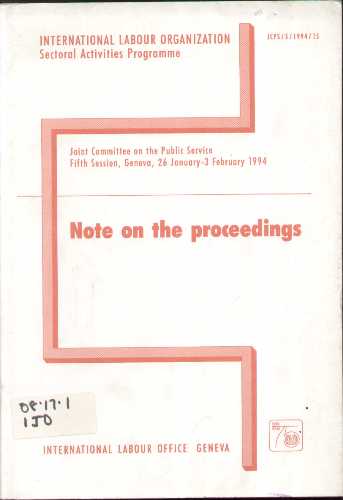 INTERNATIONAL LABOUR ORGANIZATION
Sectoral Activities Programme
JCPS/5/1994/15
Joint Committee on the Public Service
Fifth Session, Geneva, 26 January-3 February 1994
Note on the proceedings
08·17·1
INTERNATIONAL LABOUR OFFICE GENEVA